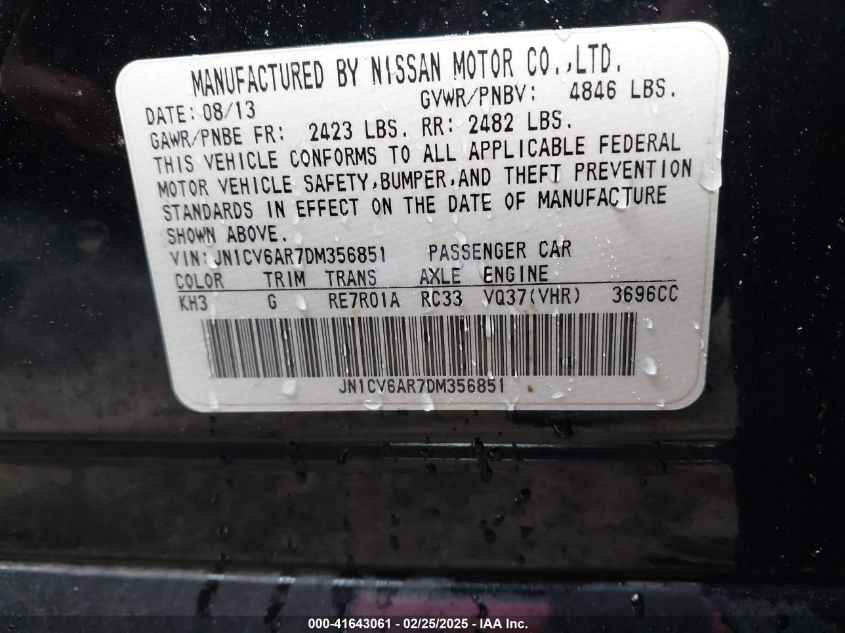 MANUFACTURED BY NISSAN MOTOR CO.,LTD.
DATE: 08/13 GVWR/PNBV: 4846 LBS.
GAWR/PNBE FR: 2423 LBS. RR: 2482 LBS.
THIS VEHICLE CONFORMS TO ALL APPLICABLE FEDERAL
MOTOR VEHICLE SAFETY,BUMPER,AND THEFT PREVENTION
STANDARDS IN EFFECT ON THE DATE OF MANUFACTURE
SHOWN ABOVE.
VIN:JN1CV6AR7DM356851 PASSENGER CAR
COLOR TRIM TRANS AXLE ENGINE
KH3 G RE7R01A RC33 VQ37(VHR) 3696CC
JN1CV6AR7DM356851
000-41643061 - 02/25/2025 - IAA Inc.